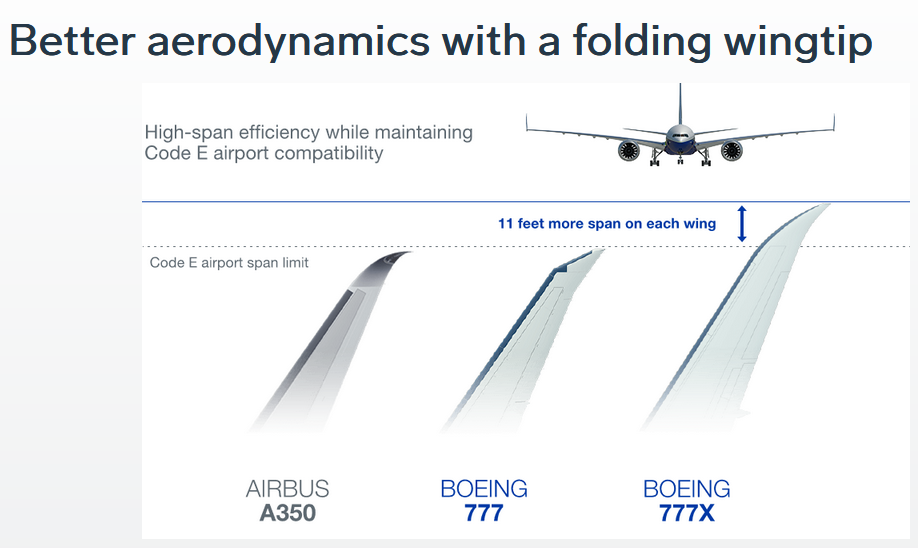 Better aerodynamics with a folding wingtip
High-span efficiency while maintaining
Code E airport compatibility
11 feet more span on each wing
Code E airport span limit
AIRBUS
A350
BOEING
777
BOEING
777X